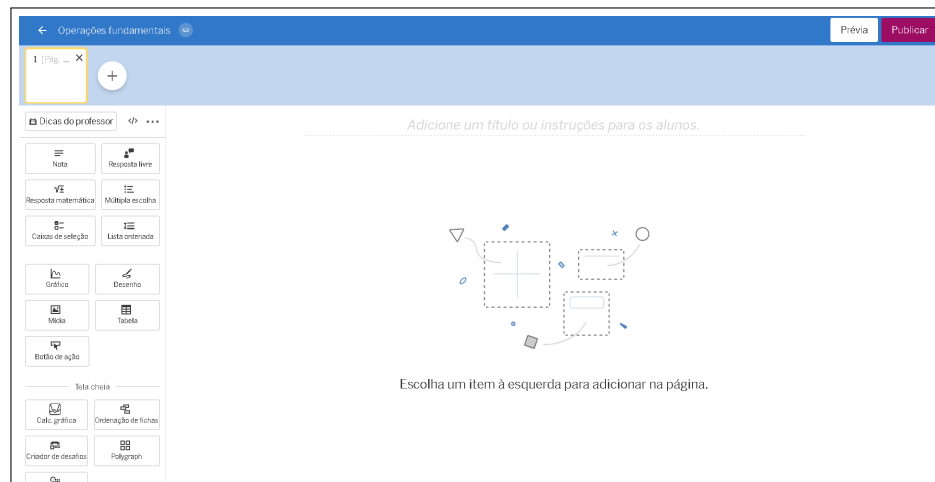 Operações fundamentais
Prévia
Publicar
1 [Pág. ...
Dicas do professor
Adicione um título ou instruções para os alunos.
Nota
Resposta livre
Resposta matemática
Múltipla escolha
Caixas de seleção
Lista ordenada
Gráfico
Desenho
Mídia
Tabela
Botão de ação
Escolha um item à esquerda para adicionar na página.
Tela cheia
Calc. gráfica
Ordenação de fichas
Criador de desafios
Polygraph